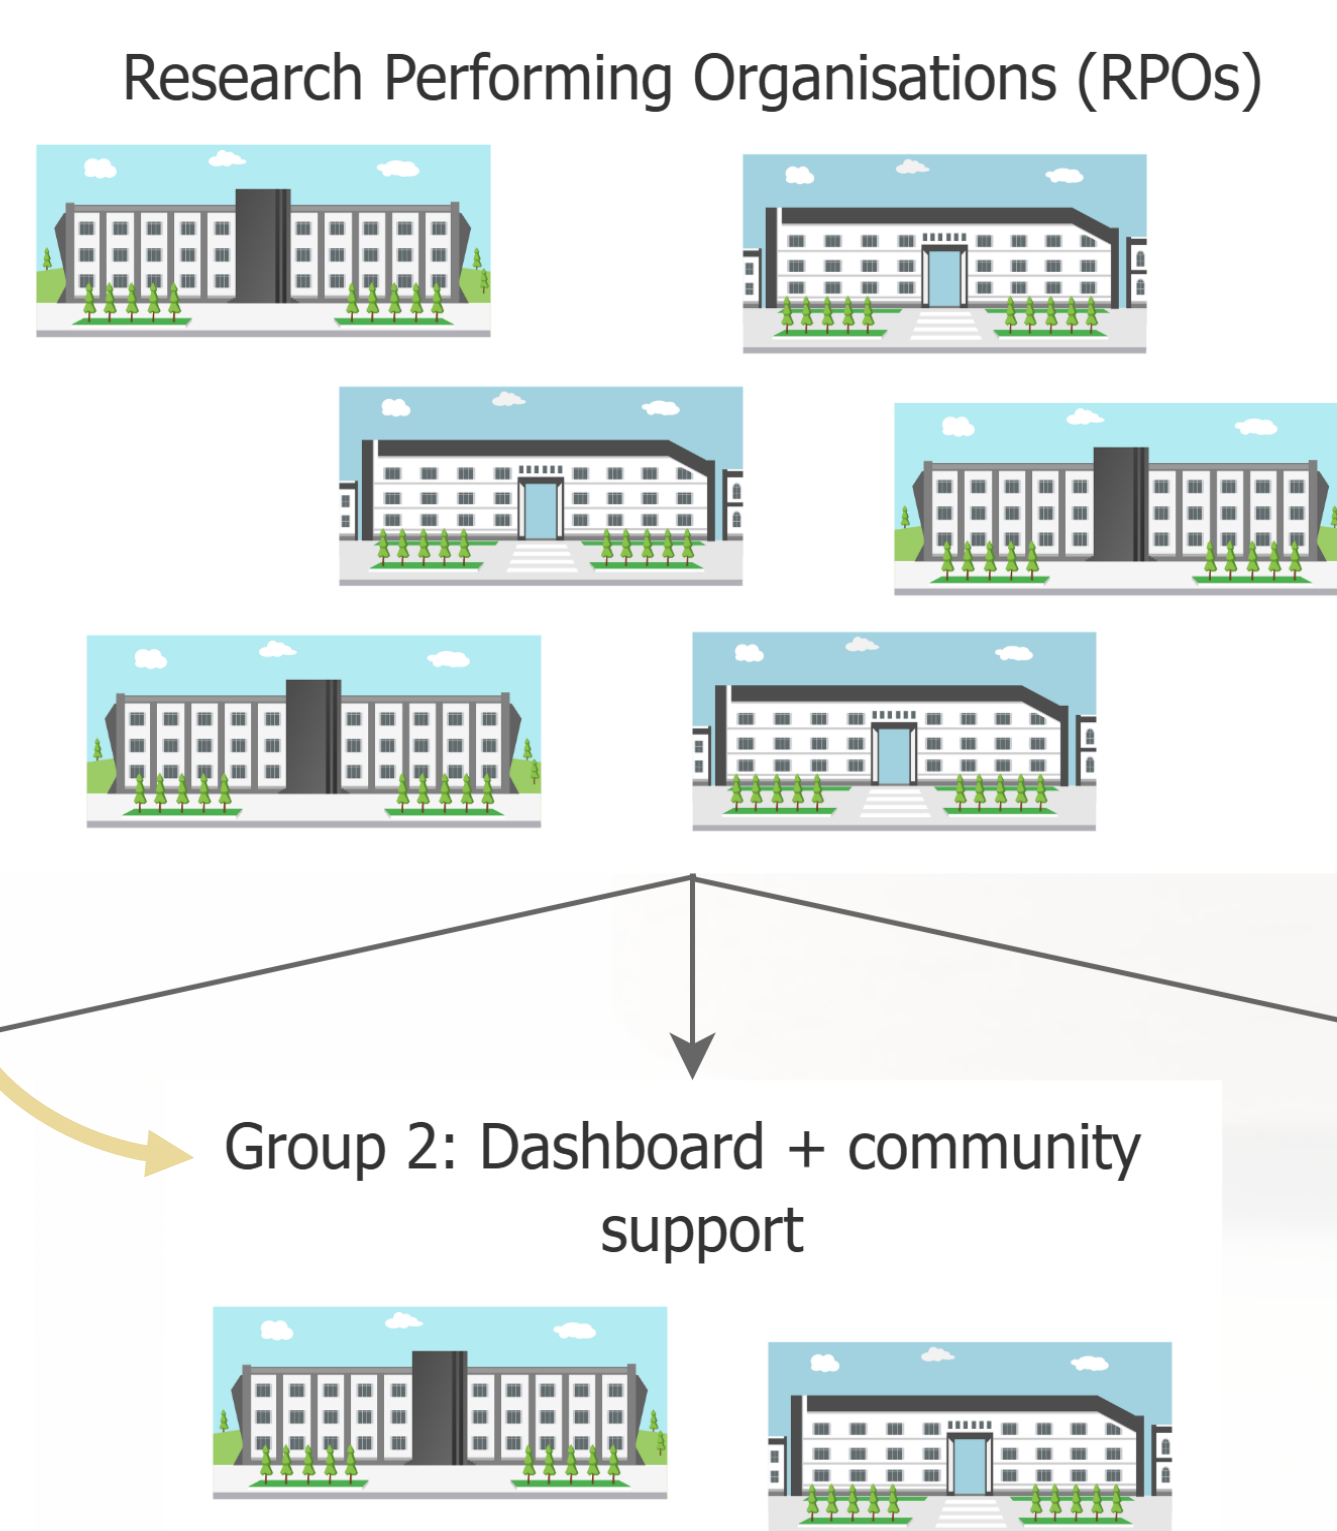 Research Performing Organisations (RPOs)
Group 2: Dashboard + community
support